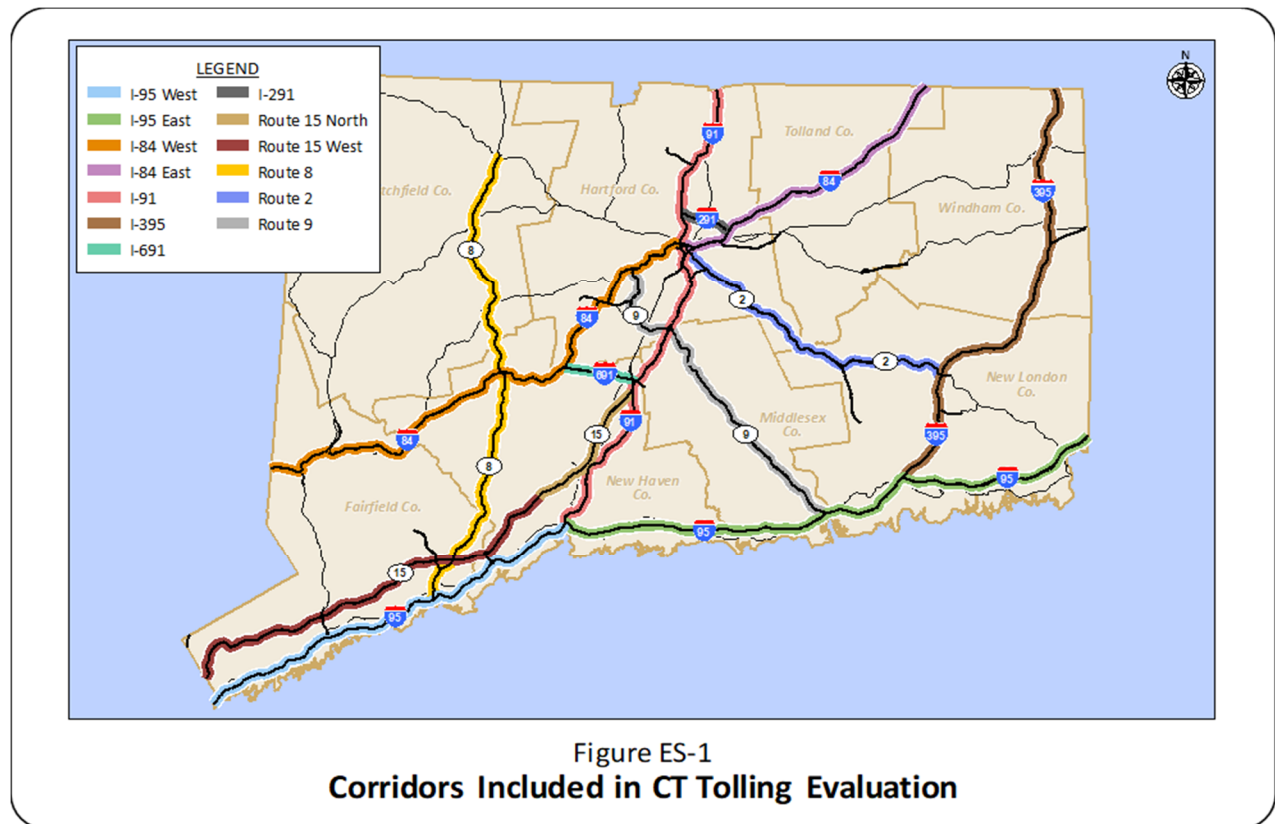 LEGEND
I-95 West
I-95 East
I-84 West
I-84 East
I-91
I-395
I-691
I-291
Route 15 North
Route 15 West
Route 8
Route 2
Route 9
N
91
Tolland Co.
tchfield Co.
Hartford Co.
84
395
Windham Co.
291
8
2
9
84
2
691
New London
Co.
91
Middlesex
Co.
15
9
395
84
8
New Haven
Co.
95
Fairfield Co.
95
15
95
Figure ES-1
Corridors Included in CT Tolling Evaluation